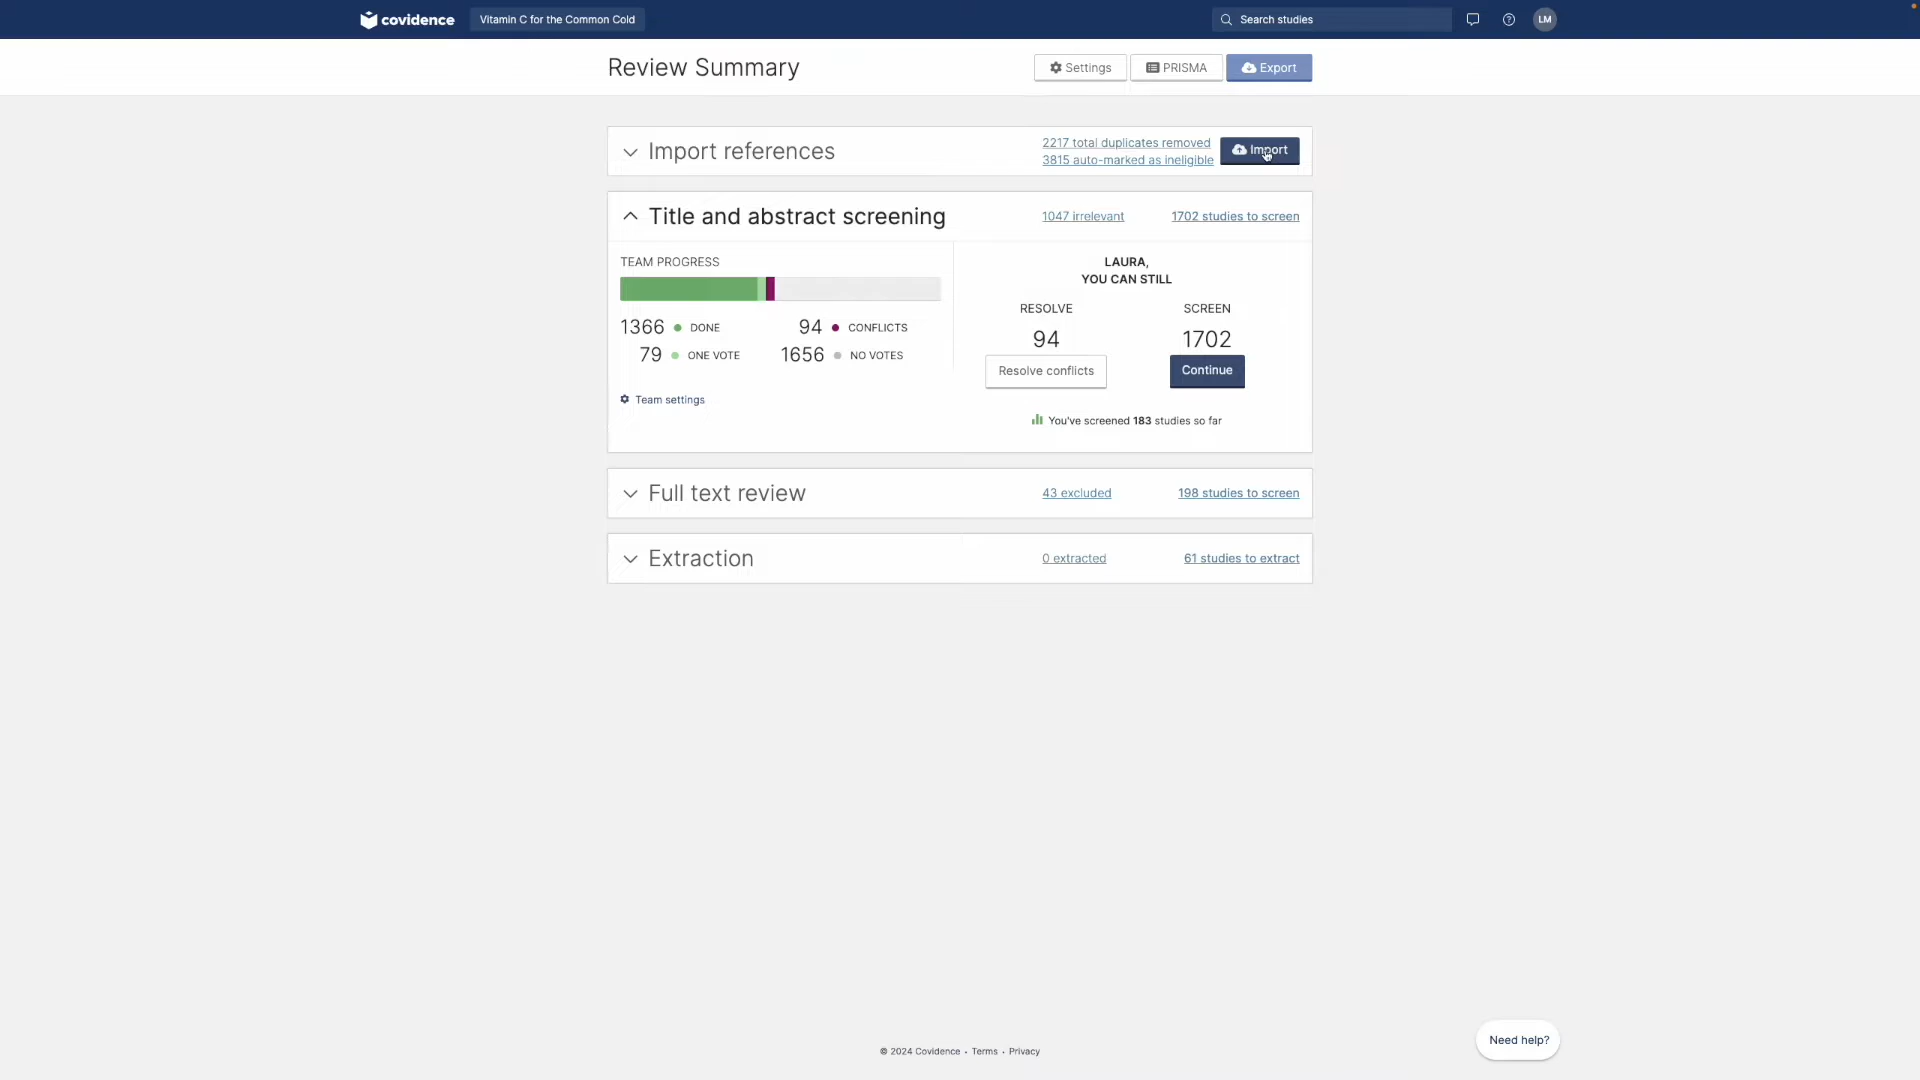 covidence
Vitamin C for the Common Cold
Search studies
LM
Review Summary
Settings
PRISMA
Export
Import references
2217 total duplicates removed
3815 auto-marked as ineligible
Import
Title and abstract screening
1047 irrelevant
1702 studies to screen
TEAM PROGRESS
1366 DONE
94 CONFLICTS
79 ONE VOTE
1656 NO VOTES
Team settings
LAURA,
YOU CAN STILL
RESOLVE
SCREEN
94
1702
Resolve conflicts
Continue
You've screened 183 studies so far
Full text review
43 excluded
198 studies to screen
Extraction
0 extracted
61 studies to extract
© 2024 Covidence · Terms · Privacy
Need help?